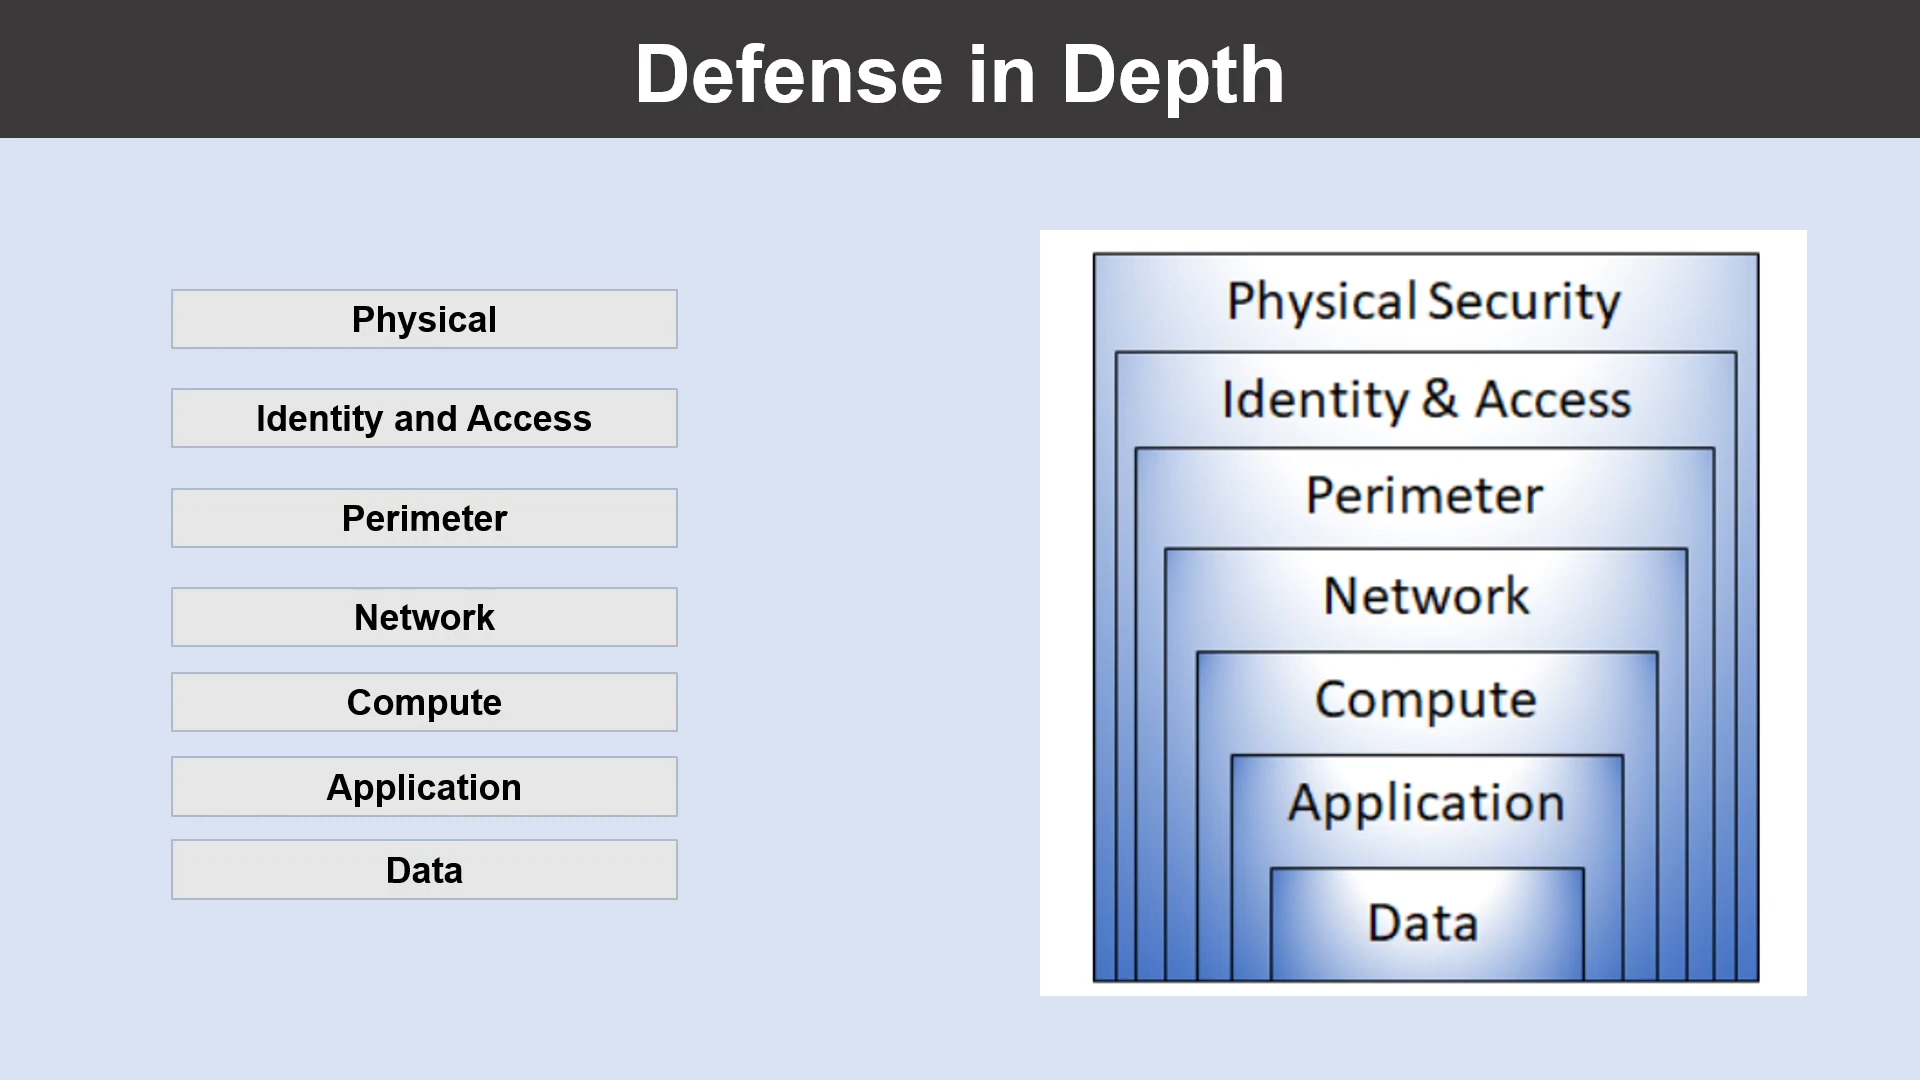 Defense in Depth
Physical
Identity and Access
Perimeter
Network
Compute
Application
Data
Physical Security
Identity & Access
Perimeter
Network
Compute
Application
Data